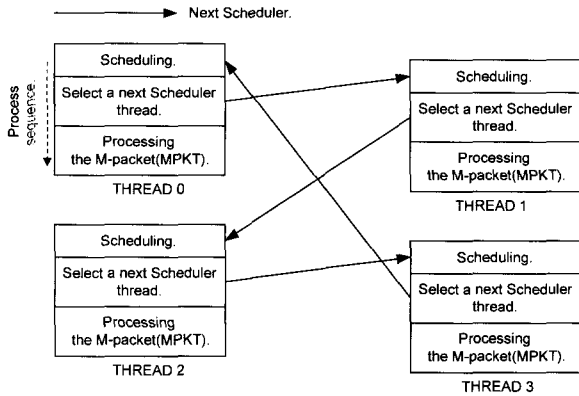 Next Scheduler.
Process
sequence.
Scheduling.
Select a next Scheduler
thread.
Processing
the M-packet(MPKT).
THREAD 0
Scheduling.
Select a next Scheduler
thread.
Processing
the M-packet(MPKT).
THREAD 1
Scheduling.
Select a next Scheduler
thread.
Processing
the M-packet(MPKT).
THREAD 2
Scheduling.
Select a next Scheduler
thread.
Processing
the M-packet(MPKT).
THREAD 3